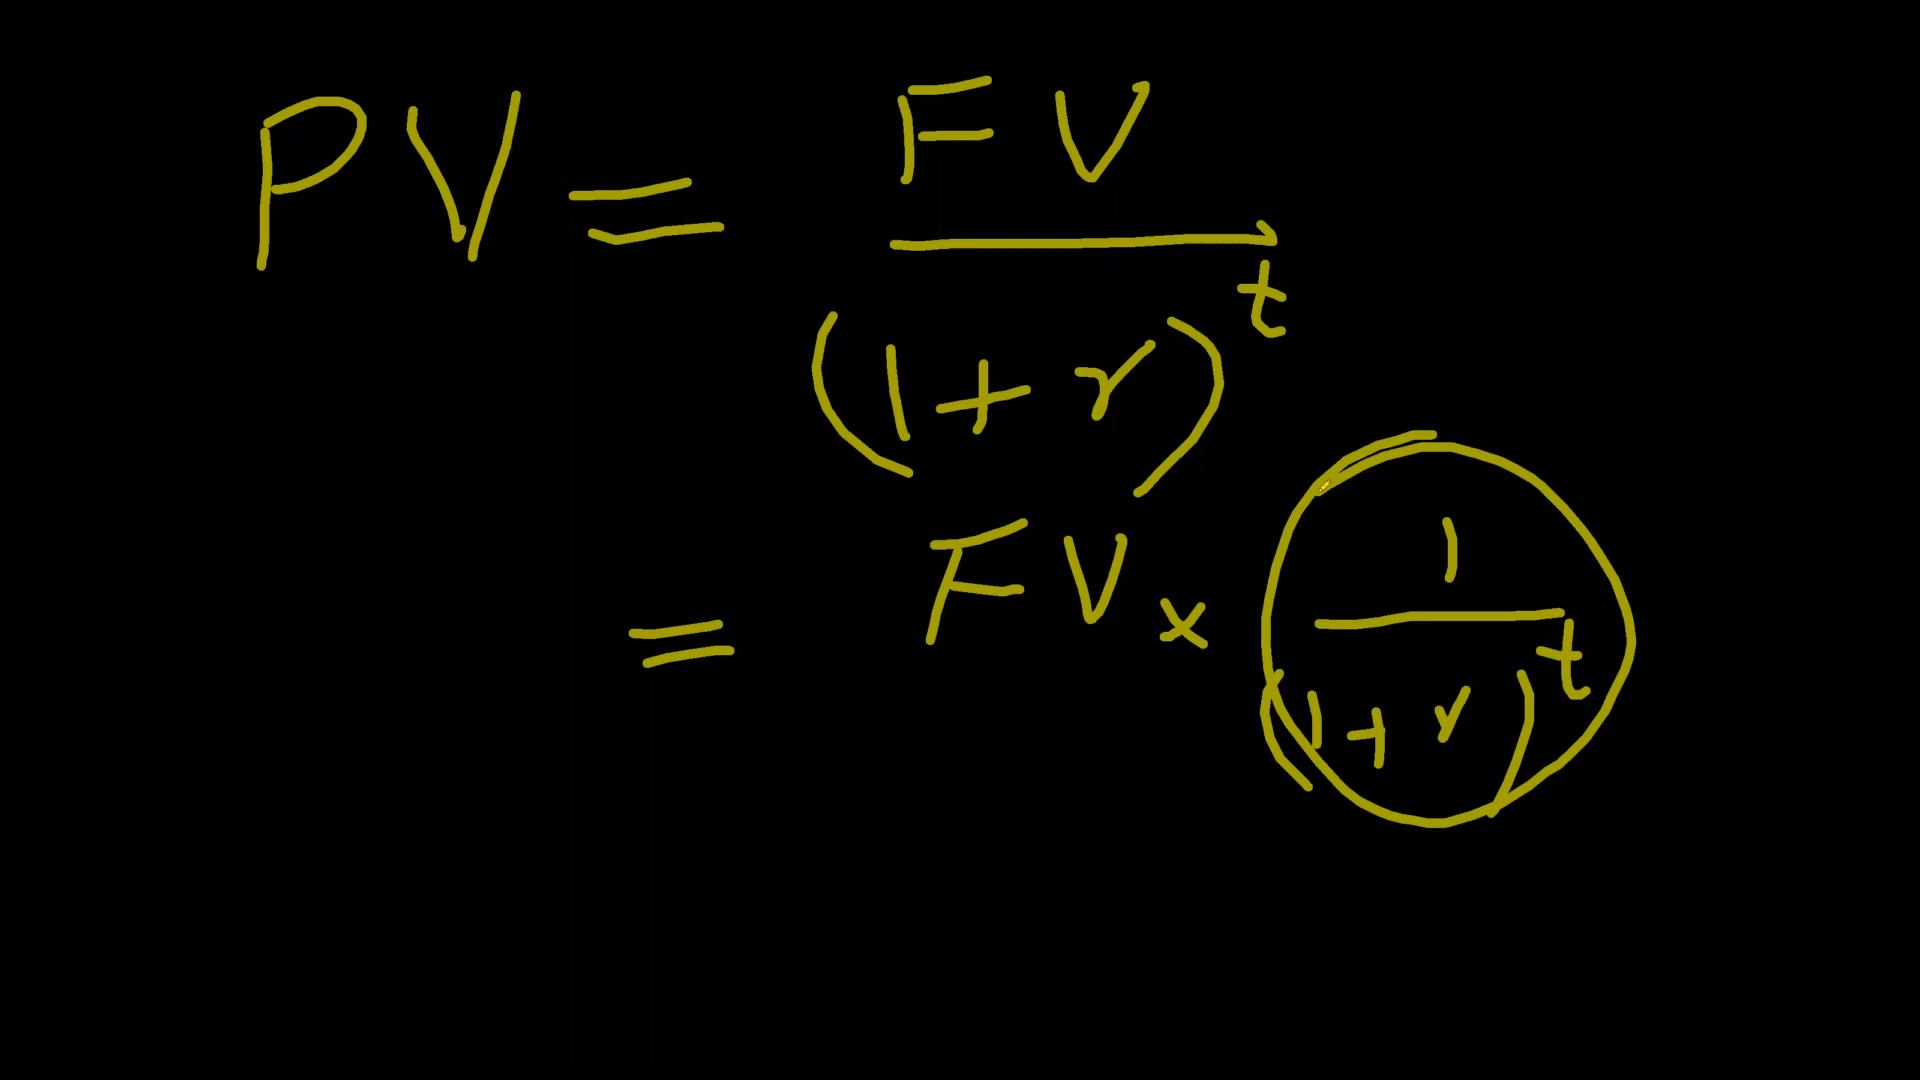 PV = FV
(1+r)^t
= FV x 1
(1+r)^t